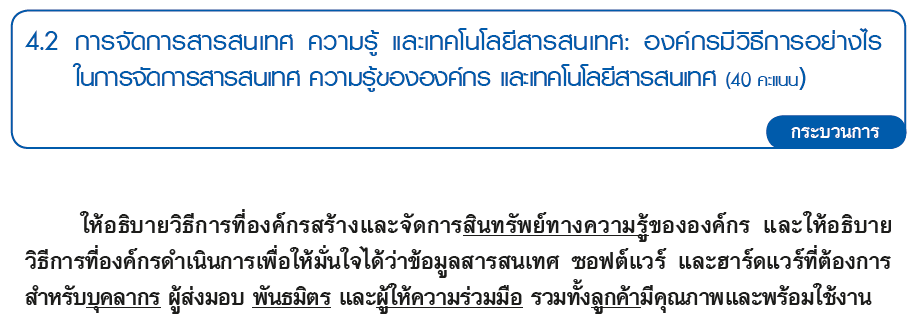 4.2 การจัดการสารสนเทศ ความรู้ และเทคโนโลยีสารสนเทศ: องค์กรมีวิธีการอย่างไร
ในการจัดการสารสนเทศ ความรู้ขององค์กร และเทคโนโลยีสารสนเทศ (40 คะแนน)
กระบวนการ
ให้อธิบายวิธีการที่องค์กรสร้างและจัดการสินทรัพย์ทางความรู้ขององค์กร และให้อธิบาย
วิธีการที่องค์กรดำเนินการเพื่อให้มั่นใจได้ว่าข้อมูลสารสนเทศ ซอฟต์แวร์ และฮาร์ดแวร์ที่ต้องการ
สำหรับบุคลากร ผู้ส่งมอบ พันธมิตร และผู้ให้ความร่วมมือ รวมทั้งลูกค้ามีคุณภาพและพร้อมใช้งาน